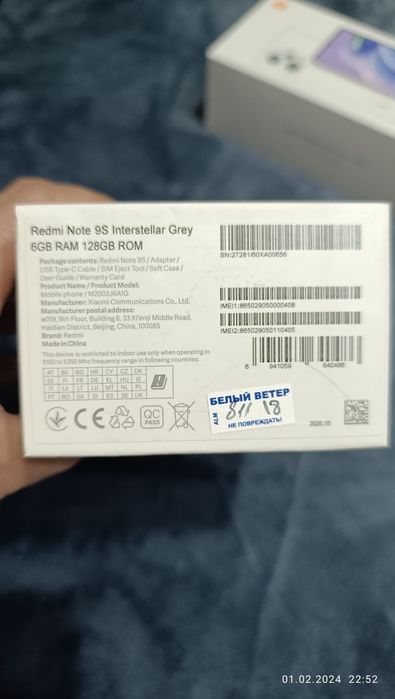 Redmi Note 9S Interstellar Grey
6GB RAM 128GB ROM
Package contents: Redmi Note 9S / Adapter /
USB Type-C Cable / SIM Eject Tool / Soft Case /
User Guide / Warranty Card
Product Name / Product Model:
Mobile phone / M2003J6A1G
Manufacturer: Xiaomi Communications Co., Ltd.
Manufacturer postal address:
#019, 9th Floor, Building 6, 33 Xi'erqi Middle Road,
Haidian District, Beijing, China, 100085
Brand: Redmi
Made in China
This device is restricted to indoor use only when operating in
5150 to 5350 Mhz frequency range in following countries:
AT BE BG HR CY CZ DK
EE FI FR DE EL HU IE
IT LV LT LU MT NL PL
PT RO SK SI ES SE UK
CE
QC
PASS
SN:27281/60XA00656
IMEI1:865029050000408
IMEI2:865029050110405
6 941059 640486
БЕЛЫЙ ВЕТЕР
ALM
811 18
НЕ ПОВРЕЖДАТЬ!
2020.10
01.02.2024 22:52